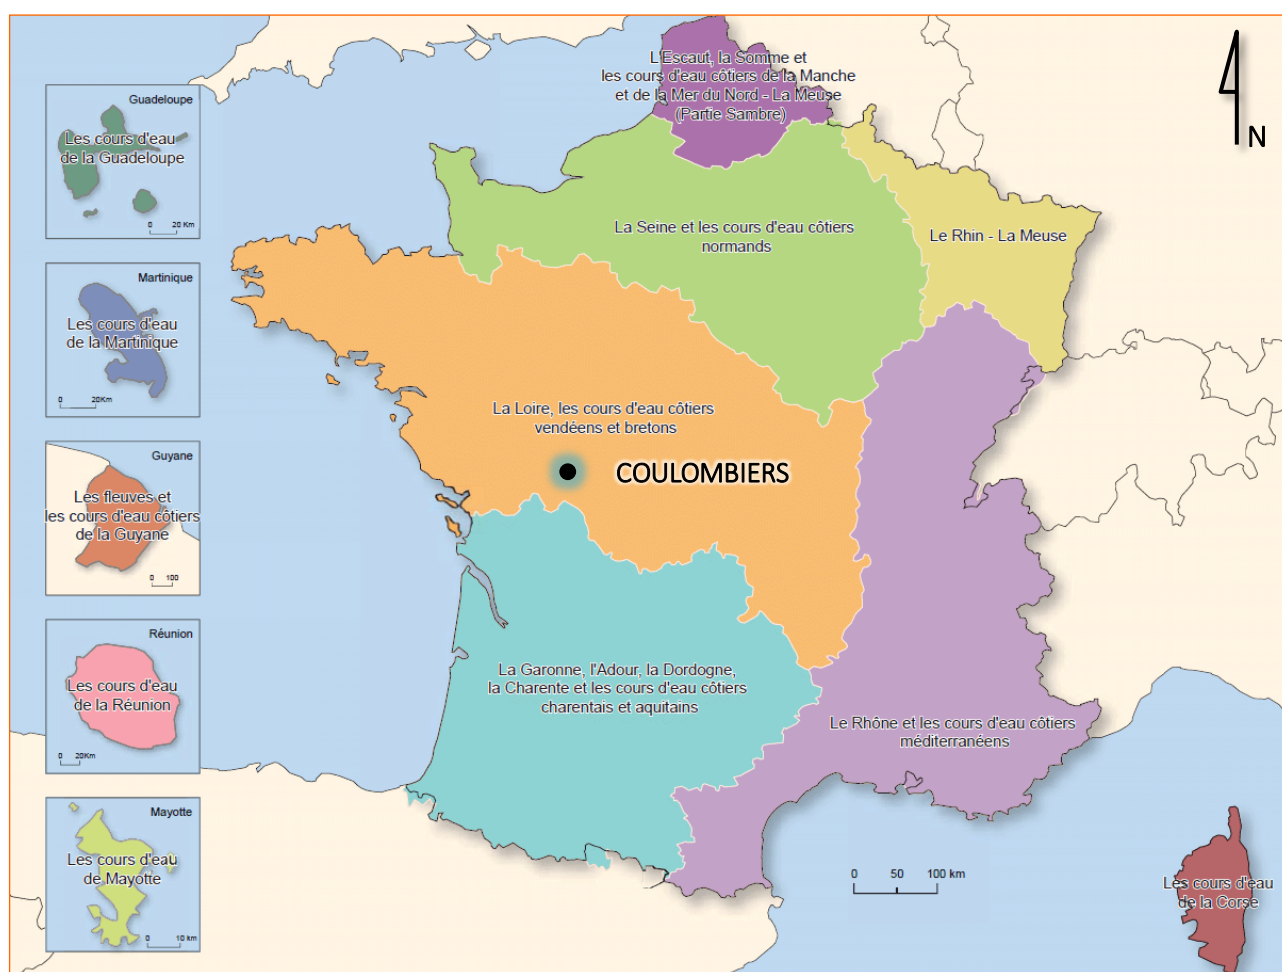 L'Escaut, la Somme et
les cours d'eau côtiers de la Manche
et de la Mer du Nord - La Meuse
(Partie Sambre)
N
Guadeloupe
Les cours d'eau
de la Guadeloupe
0 20 Km
La Seine et les cours d'eau côtiers
normands
Le Rhin - La Meuse
Martinique
Les cours d'eau
de la Martinique
0 20Km
La Loire, les cours d'eau côtiers
vendéens et bretons
COULOMBIERS
Guyane
Les fleuves et
les cours d'eau côtiers
de la Guyane
0 100
Réunion
Les cours d'eau
de la Réunion
0 20Km
La Garonne, l'Adour, la Dordogne,
la Charente et les cours d'eau côtiers
charentais et aquitains
Le Rhône et les cours d'eau côtiers
méditerranéens
Mayotte
Les cours d'eau
de Mayotte
0 10 km
0 50 100 km
Les cours d'eau
de la Corse